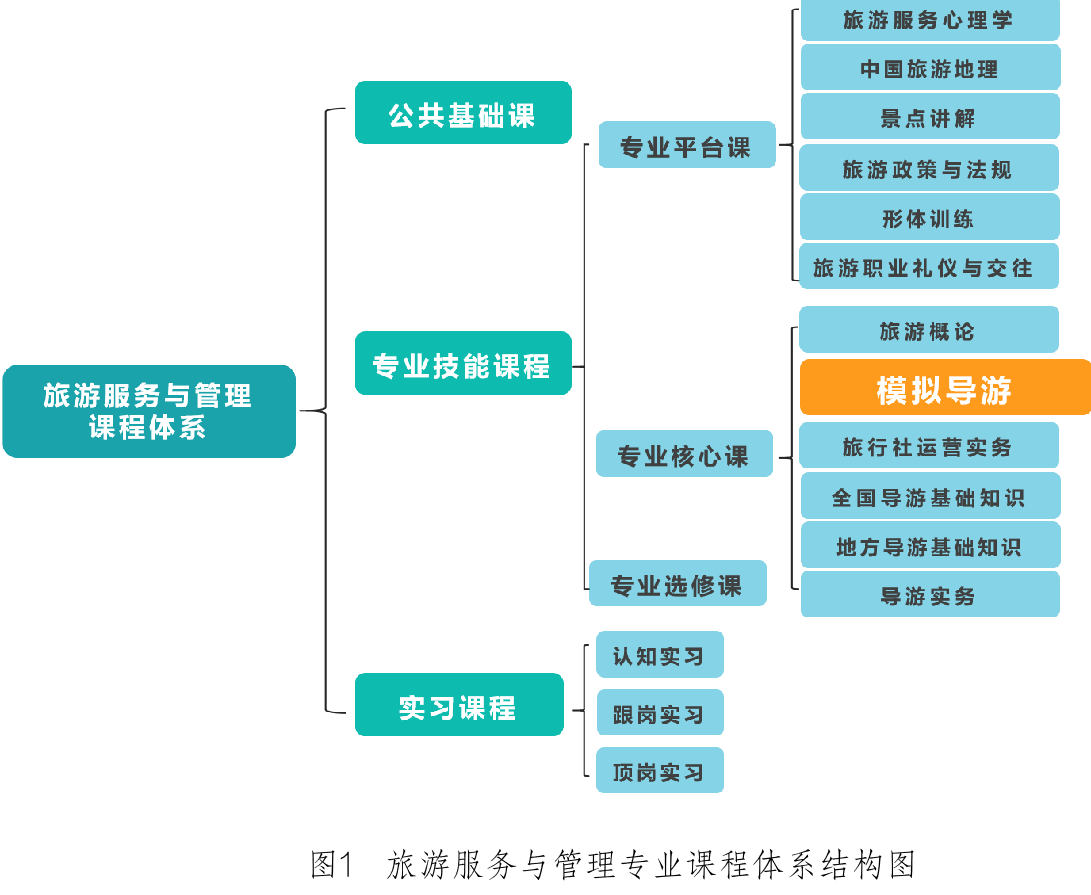 旅游服务与管理
课程体系
公共基础课
专业技能课程
实习课程
专业平台课
专业核心课
专业选修课
认知实习
跟岗实习
顶岗实习
旅游服务心理学
中国旅游地理
景点讲解
旅游政策与法规
形体训练
旅游职业礼仪与交往
旅游概论
模拟导游
旅行社运营实务
全国导游基础知识
地方导游基础知识
导游实务
图1 旅游服务与管理专业课程体系结构图